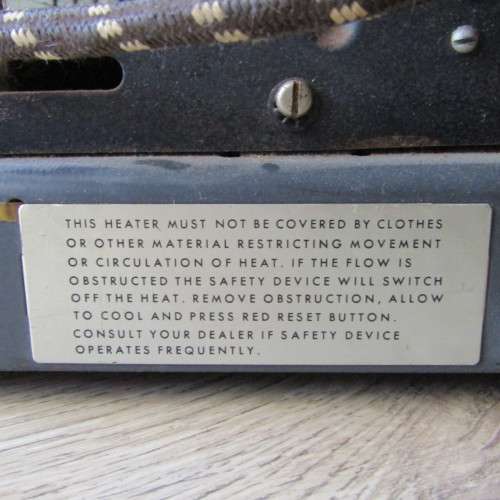 THIS HEATER MUST NOT BE COVERED BY CLOTHES
OR OTHER MATERIAL RESTRICTING MOVEMENT
OR CIRCULATION OF HEAT. IF THE FLOW IS
OBSTRUCTED THE SAFETY DEVICE WILL SWITCH
OFF THE HEAT. REMOVE OBSTRUCTION, ALLOW
TO COOL AND PRESS RED RESET BUTTON.
CONSULT YOUR DEALER IF SAFETY DEVICE
OPERATES FREQUENTLY.